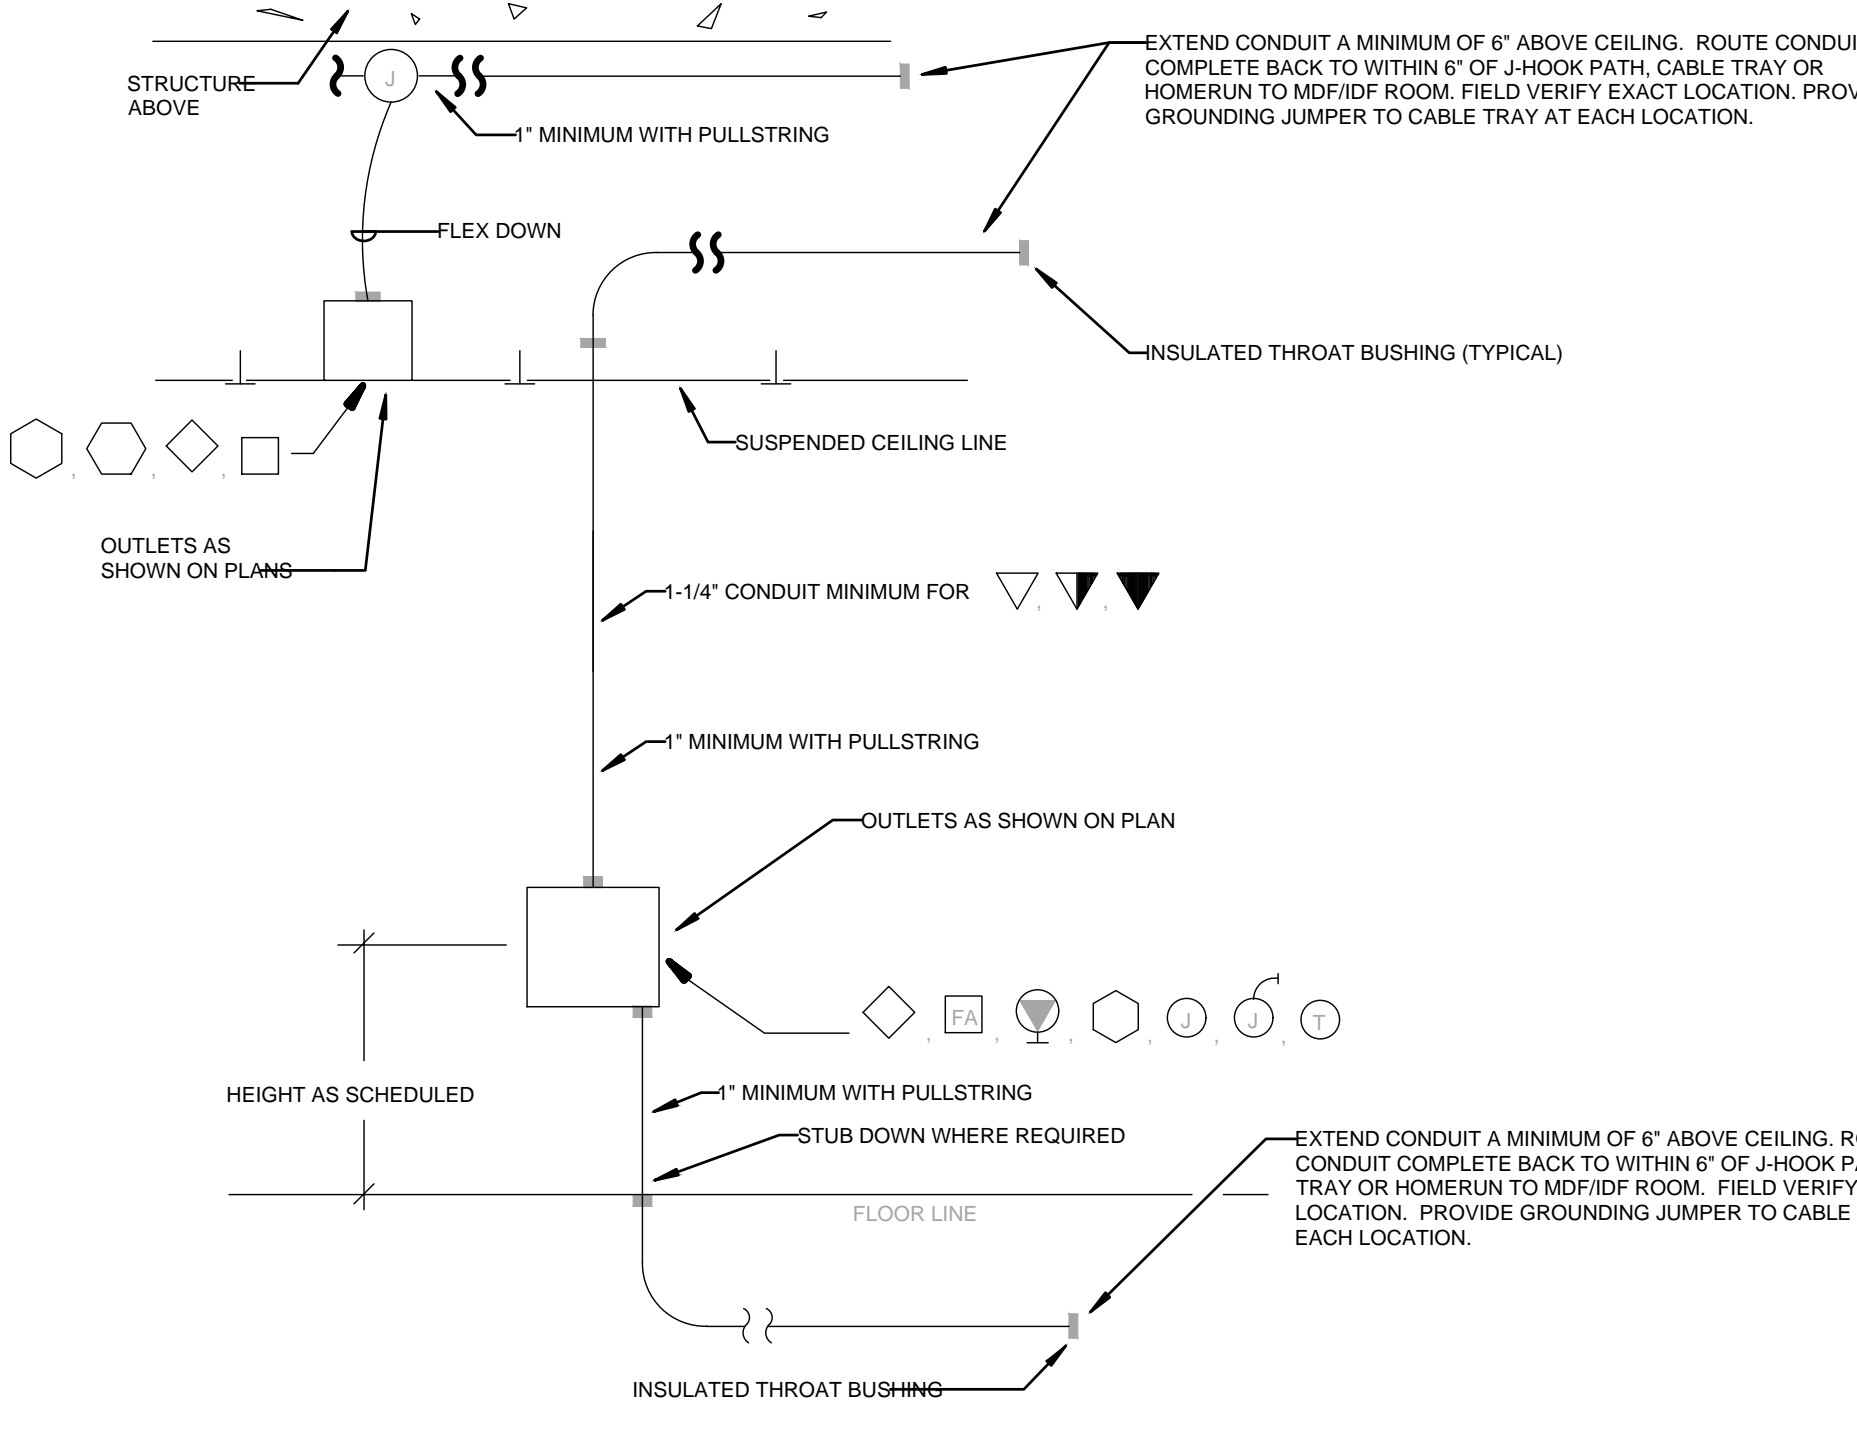 EXTEND CONDUIT A MINIMUM OF 6" ABOVE CEILING. ROUTE
COMPLETE BACK TO WITHIN 6" OF J-HOOK PATH, CABLE TRAY OR
HOMERUN TO MDF/IDF ROOM. FIELD VERIFY EXACT LOCATION.
GROUNDING JUMPER TO CABLE TRAY AT EACH LOCATION.
STRUCTURE
ABOVE
J
1" MINIMUM WITH PULLSTRING
FLEX DOWN
INSULATED THROAT BUSHING (TYPICAL)
SUSPENDED CEILING LINE
, , ,
OUTLETS AS
SHOWN ON PLANS
1-1/4" CONDUIT MINIMUM FOR , ,
1" MINIMUM WITH PULLSTRING
OUTLETS AS SHOWN ON PLAN
, FA , , , J , J , T
HEIGHT AS SCHEDULED
1" MINIMUM WITH PULLSTRING
STUB DOWN WHERE REQUIRED
EXTEND CONDUIT A MINIMUM OF 6" ABOVE CEILING.
CONDUIT COMPLETE BACK TO WITHIN 6" OF J-HOOK
TRAY OR HOMERUN TO MDF/IDF ROOM. FIELD VERIFY
LOCATION. PROVIDE GROUNDING JUMPER TO CABLE
EACH LOCATION.
FLOOR LINE
INSULATED THROAT BUSHING